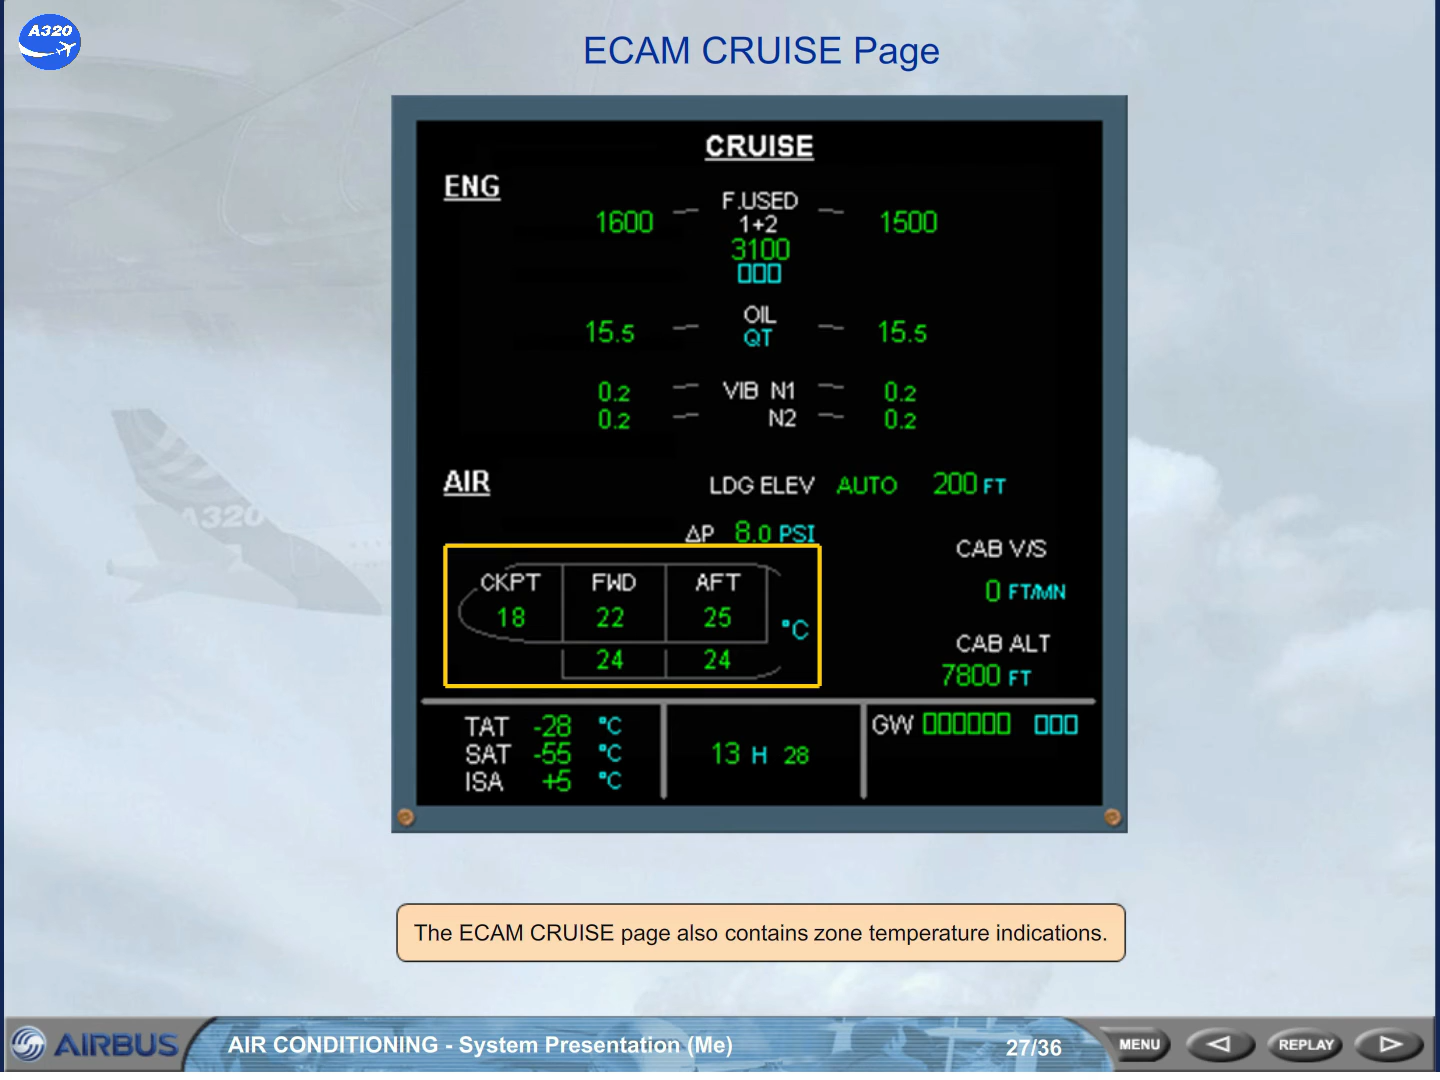 A320
ECAM CRUISE Page
CRUISE
ENG
F.USED
1600 1+2 1500
3100
OIL
15.5 QT 15.5
0.2 VIB N1 0.2
0.2 N2 0.2
AIR LDG ELEV AUTO 200 FT
ΔP 8.0 PSI
CAB V/S
CKPT FWD AFT
0 FT/MN
18 22 25
°C
CAB ALT
24 24
7800 FT
TAT -28 °C
SAT -55 °C
ISA +5 °C
13 H 28
GW
A320
The ECAM CRUISE page also contains zone temperature indications.
AIRBUS
AIR CONDITIONING - System Presentation (Me)
27/36
MENU
REPLAY